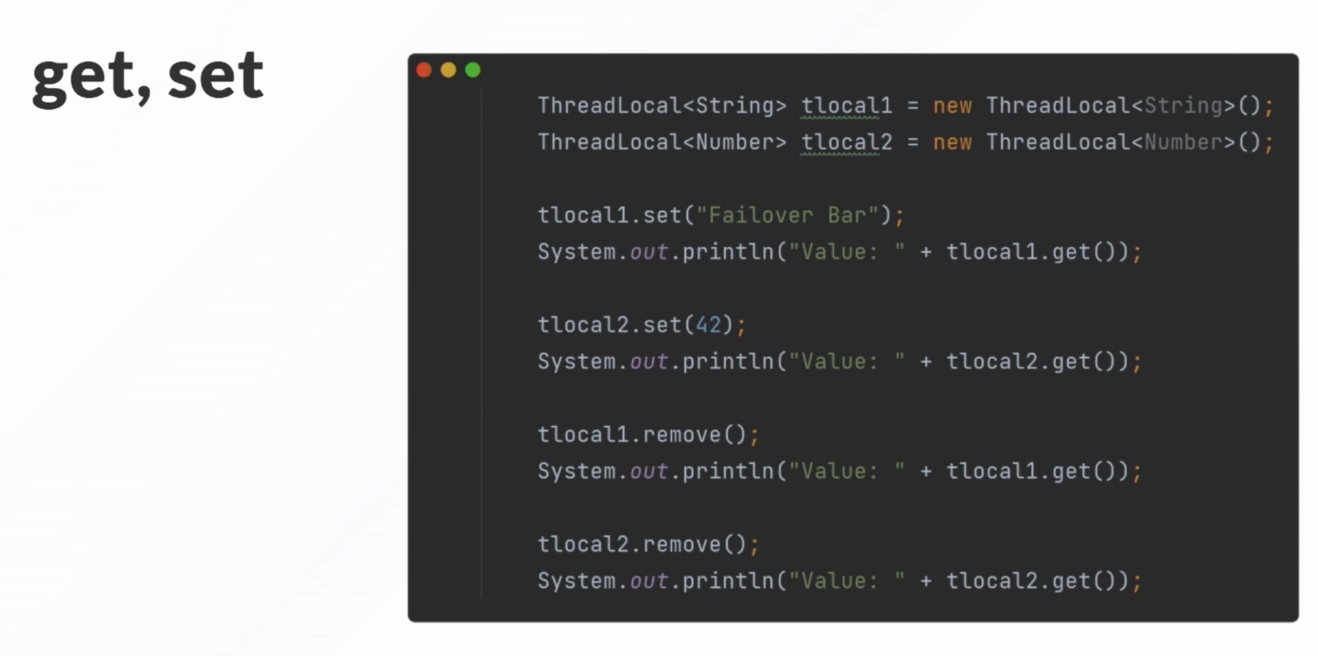 get, set
ThreadLocal<String> tlocal1 = new ThreadLocal<String>();
ThreadLocal<Number> tlocal2 = new ThreadLocal<Number>();
tlocal1.set("Failover Bar");
System.out.println("Value: " + tlocal1.get());
tlocal2.set(42);
System.out.println("Value: " + tlocal2.get());
tlocal1.remove();
System.out.println("Value: " + tlocal1.get());
tlocal2.remove();
System.out.println("Value: " + tlocal2.get());